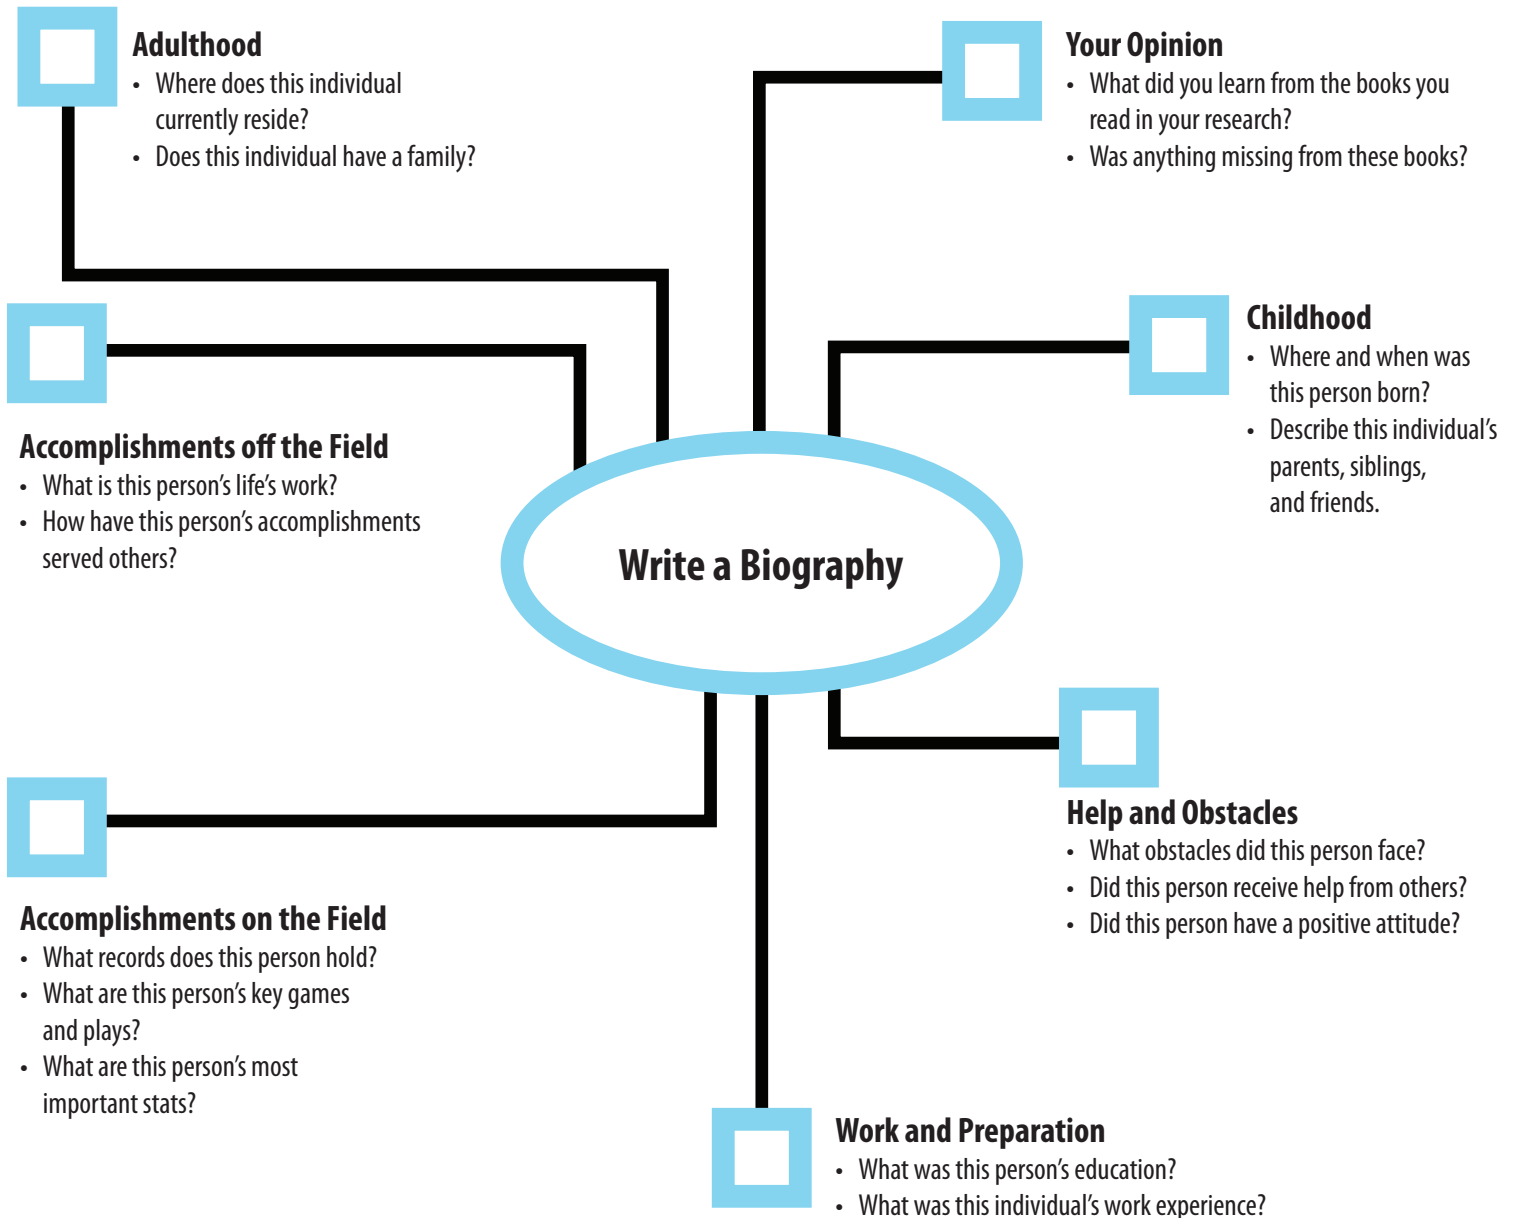 Adulthood
• Where does this individual
currently reside?
• Does this individual have a family?
Your Opinion
• What did you learn from the books you
read in your research?
• Was anything missing from these books?
Childhood
• Where and when was
this person born?
• Describe this individual’s
parents, siblings,
and friends.
Accomplishments off the Field
• What is this person’s life’s work?
• How have this person’s accomplishments
served others?
Write a Biography
Help and Obstacles
• What obstacles did this person face?
• Did this person receive help from others?
• Did this person have a positive attitude?
Accomplishments on the Field
• What records does this person hold?
• What are this person’s key games
and plays?
• What are this person’s most
important stats?
Work and Preparation
• What was this person’s education?
• What was this individual’s work experience?